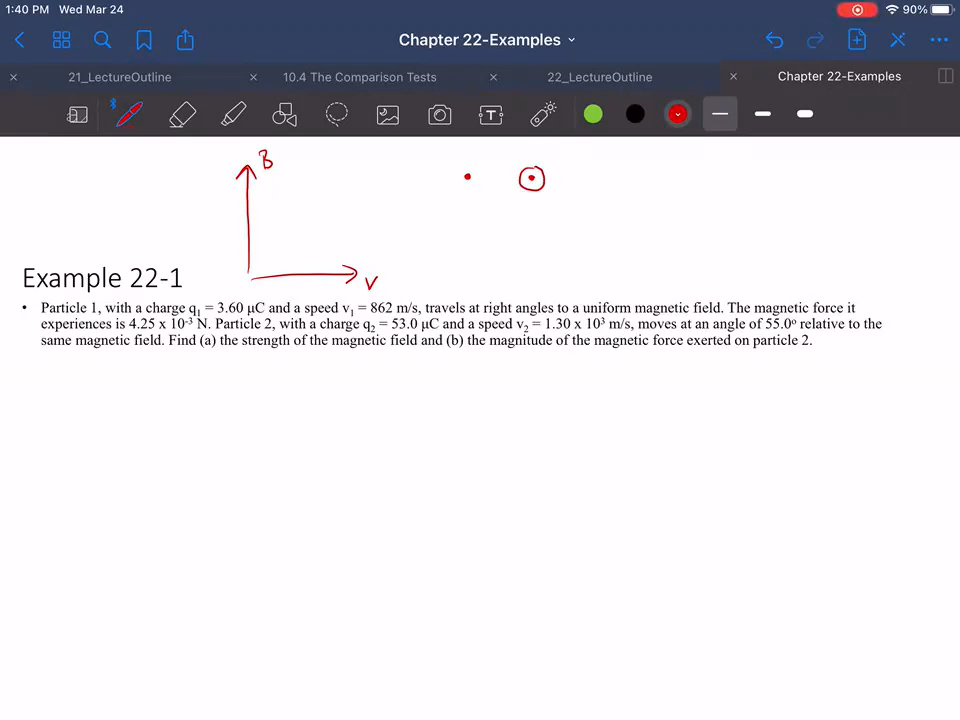 1:40 PM Wed Mar 24
90%
Chapter 22-Examples
21_LectureOutline
10.4 The Comparison Tests
22_LectureOutline
Chapter 22-Examples
T
B
V
Example 22-1
• Particle 1, with a charge q₁ = 3.60 μC and a speed v₁ = 862 m/s, travels at right angles to a uniform magnetic field. The magnetic force it
experiences is 4.25 x 10⁻³ N. Particle 2, with a charge q₂ = 53.0 μC and a speed v₂ = 1.30 x 10³ m/s, moves at an angle of 55.0º relative to the
same magnetic field. Find (a) the strength of the magnetic field and (b) the magnitude of the magnetic force exerted on particle 2.